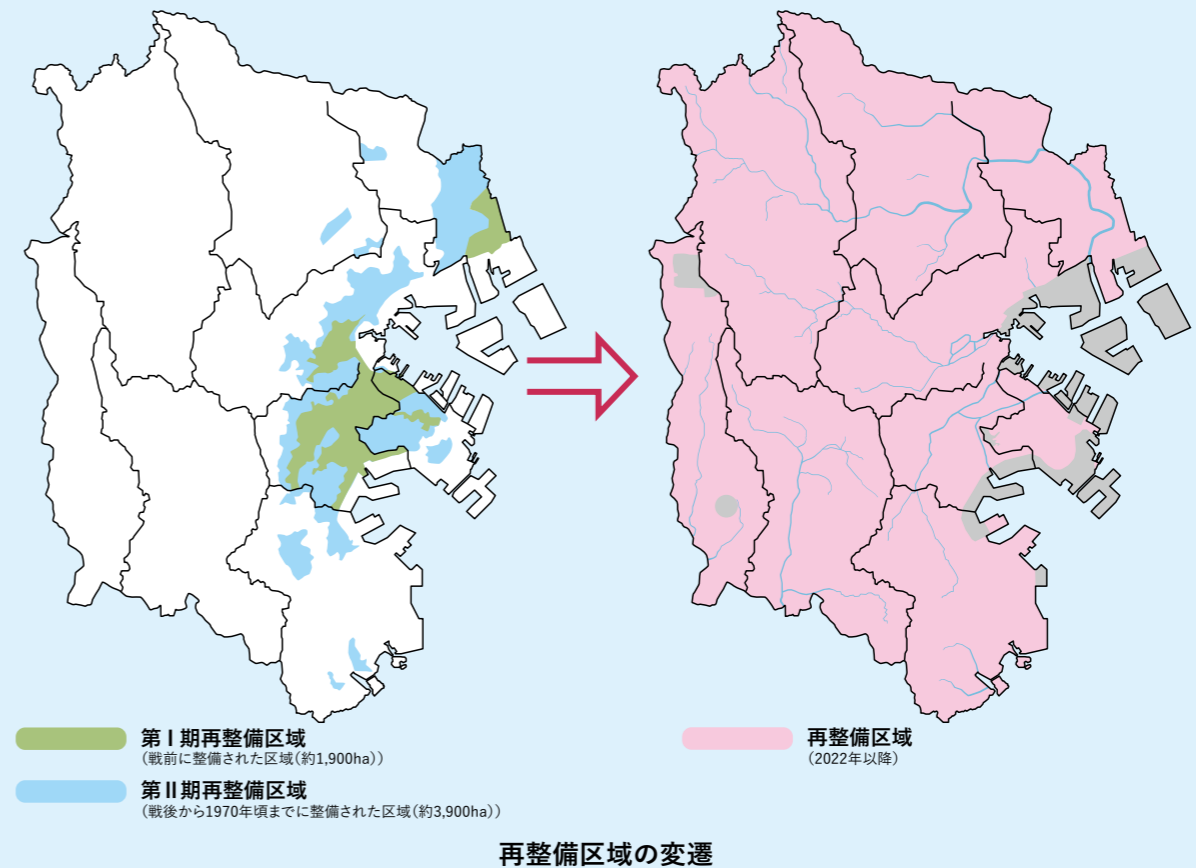 第Ⅰ期再整備区域
(戦前に整備された区域(約1,900ha))
第Ⅱ期再整備区域
(戦後から1970年頃までに整備された区域(約3,900ha))
再整備区域
(2022年以降)
再整備区域の変遷